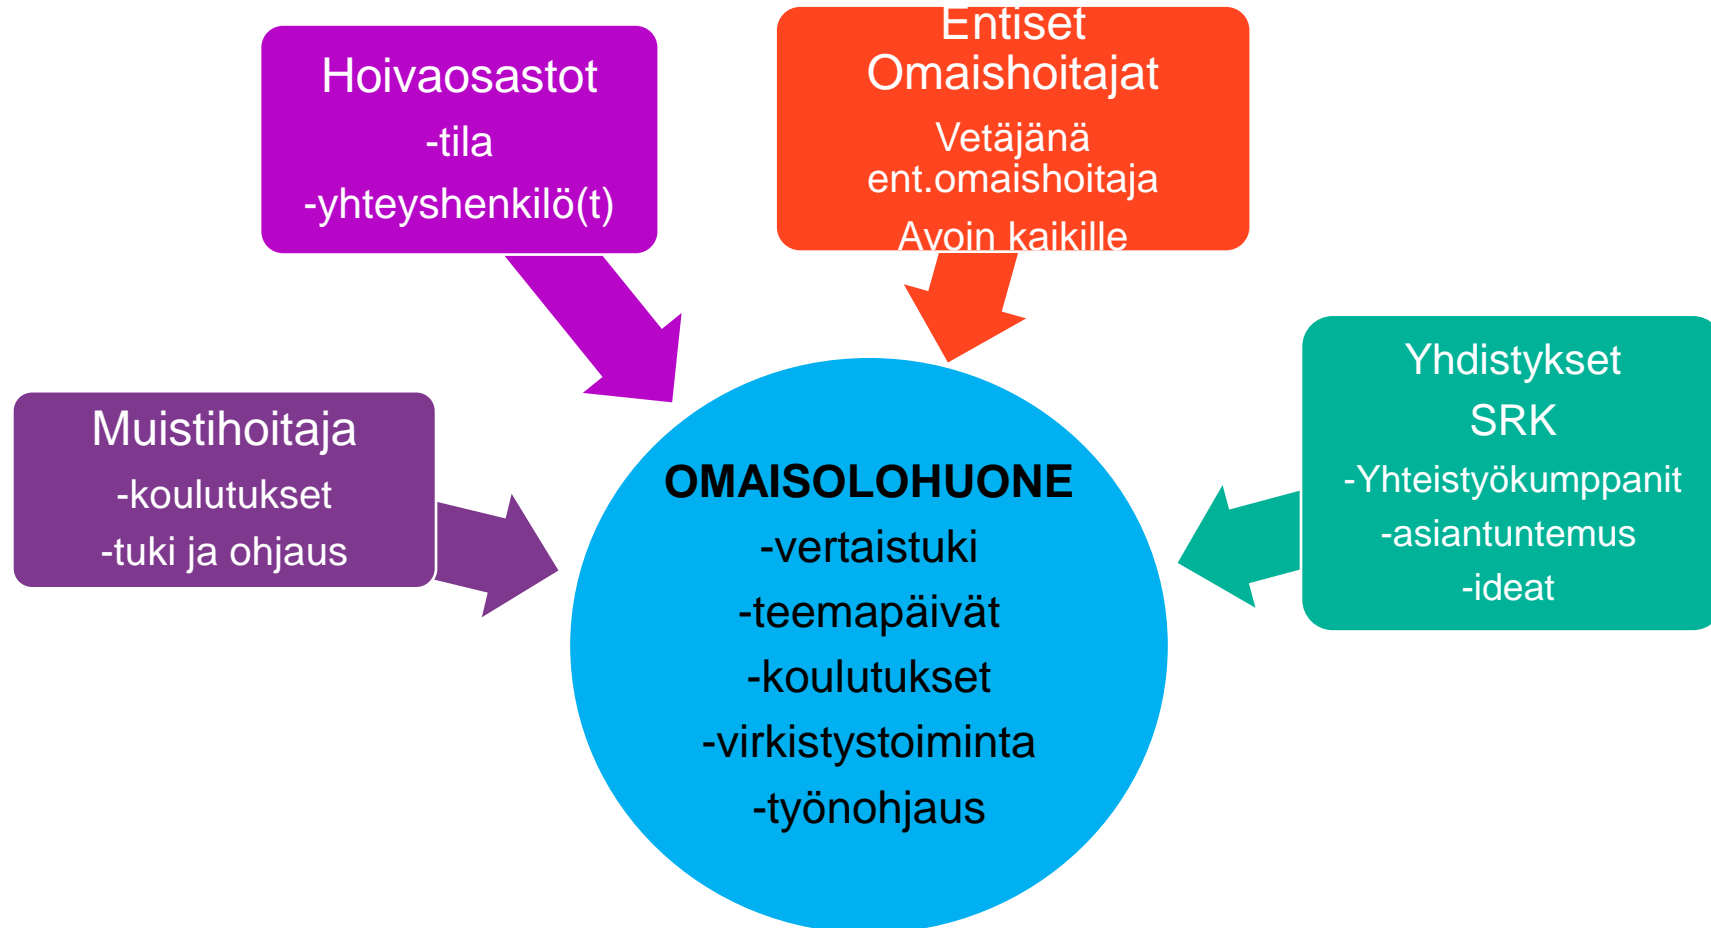 Hoivaosastot
-tila
-yhteyshenkilö(t)
Entiset
Omaishoitajat
Vetäjänä
ent.omaishoitaja
Avoin kaikille
Muistihoitaja
-koulutukset
-tuki ja ohjaus
Yhdistykset
SRK
-Yhteistyökumppanit
-asiantuntemus
-ideat
OMAISOLOHUONE
-vertaistuki
-teemapäivät
-koulutukset
-virkistystoiminta
-työnohjaus